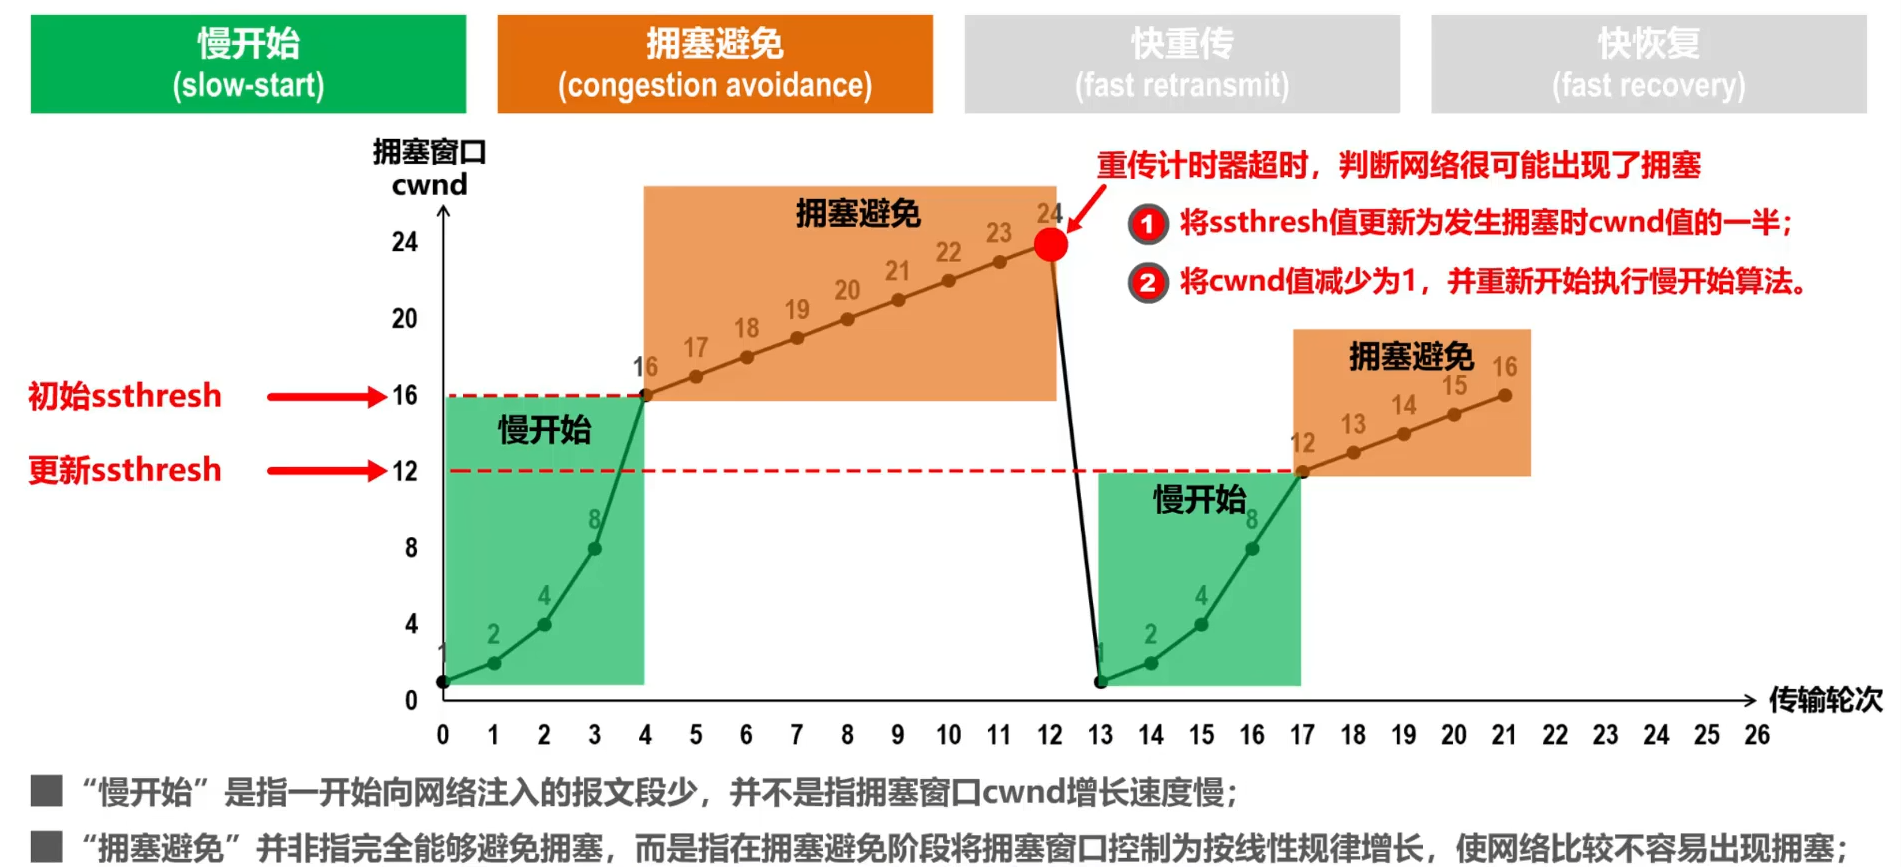 慢开始
(slow-start)
拥塞避免
(congestion avoidance)
快重传
(fast retransmit)
快恢复
(fast recovery)
拥塞窗口
cwnd
重传计时器超时，判断网络很可能出现了拥塞
1 将ssthresh值更新为发生拥塞时cwnd值的一半；
2 将cwnd值减少为1，并重新开始执行慢开始算法。
初始ssthresh
更新ssthresh
24
20
16
12
8
4
0
慢开始
1
2
4
8
16
拥塞避免
17
18
19
20
21
22
23
24
慢开始
1
2
4
8
12
拥塞避免
13
14
15
16
0 1 2 3 4 5 6 7 8 9 10 11 12 13 14 15 16 17 18 19 20 21 22 23 24 25 26
传输轮次
“慢开始”是指一开始向网络注入的报文段少，并不是指拥塞窗口cwnd增长速度慢；
“拥塞避免”并非指完全能够避免拥塞，而是指在拥塞避免阶段将拥塞窗口控制为按线性规律增长，使网络比较不容易出现拥塞；